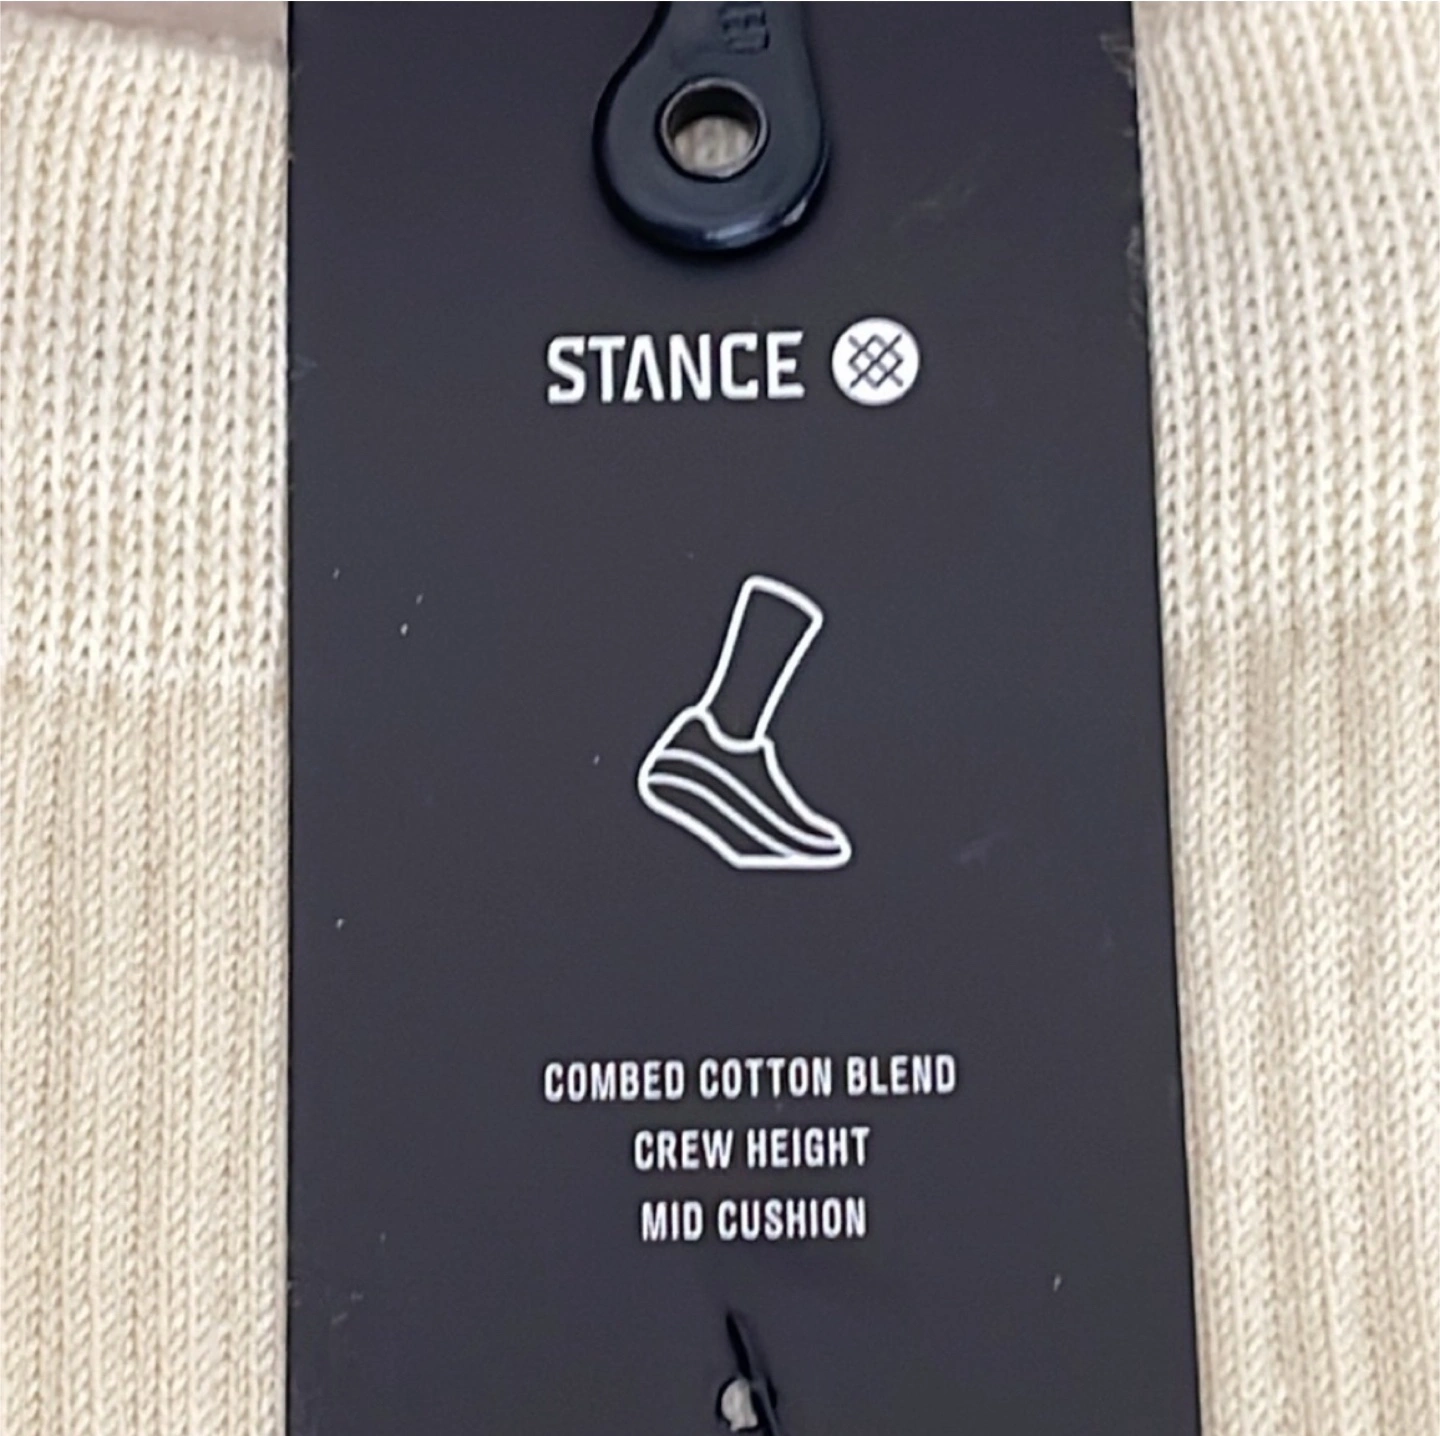 STANCE
COMBED COTTON BLEND
CREW HEIGHT
MID CUSHION